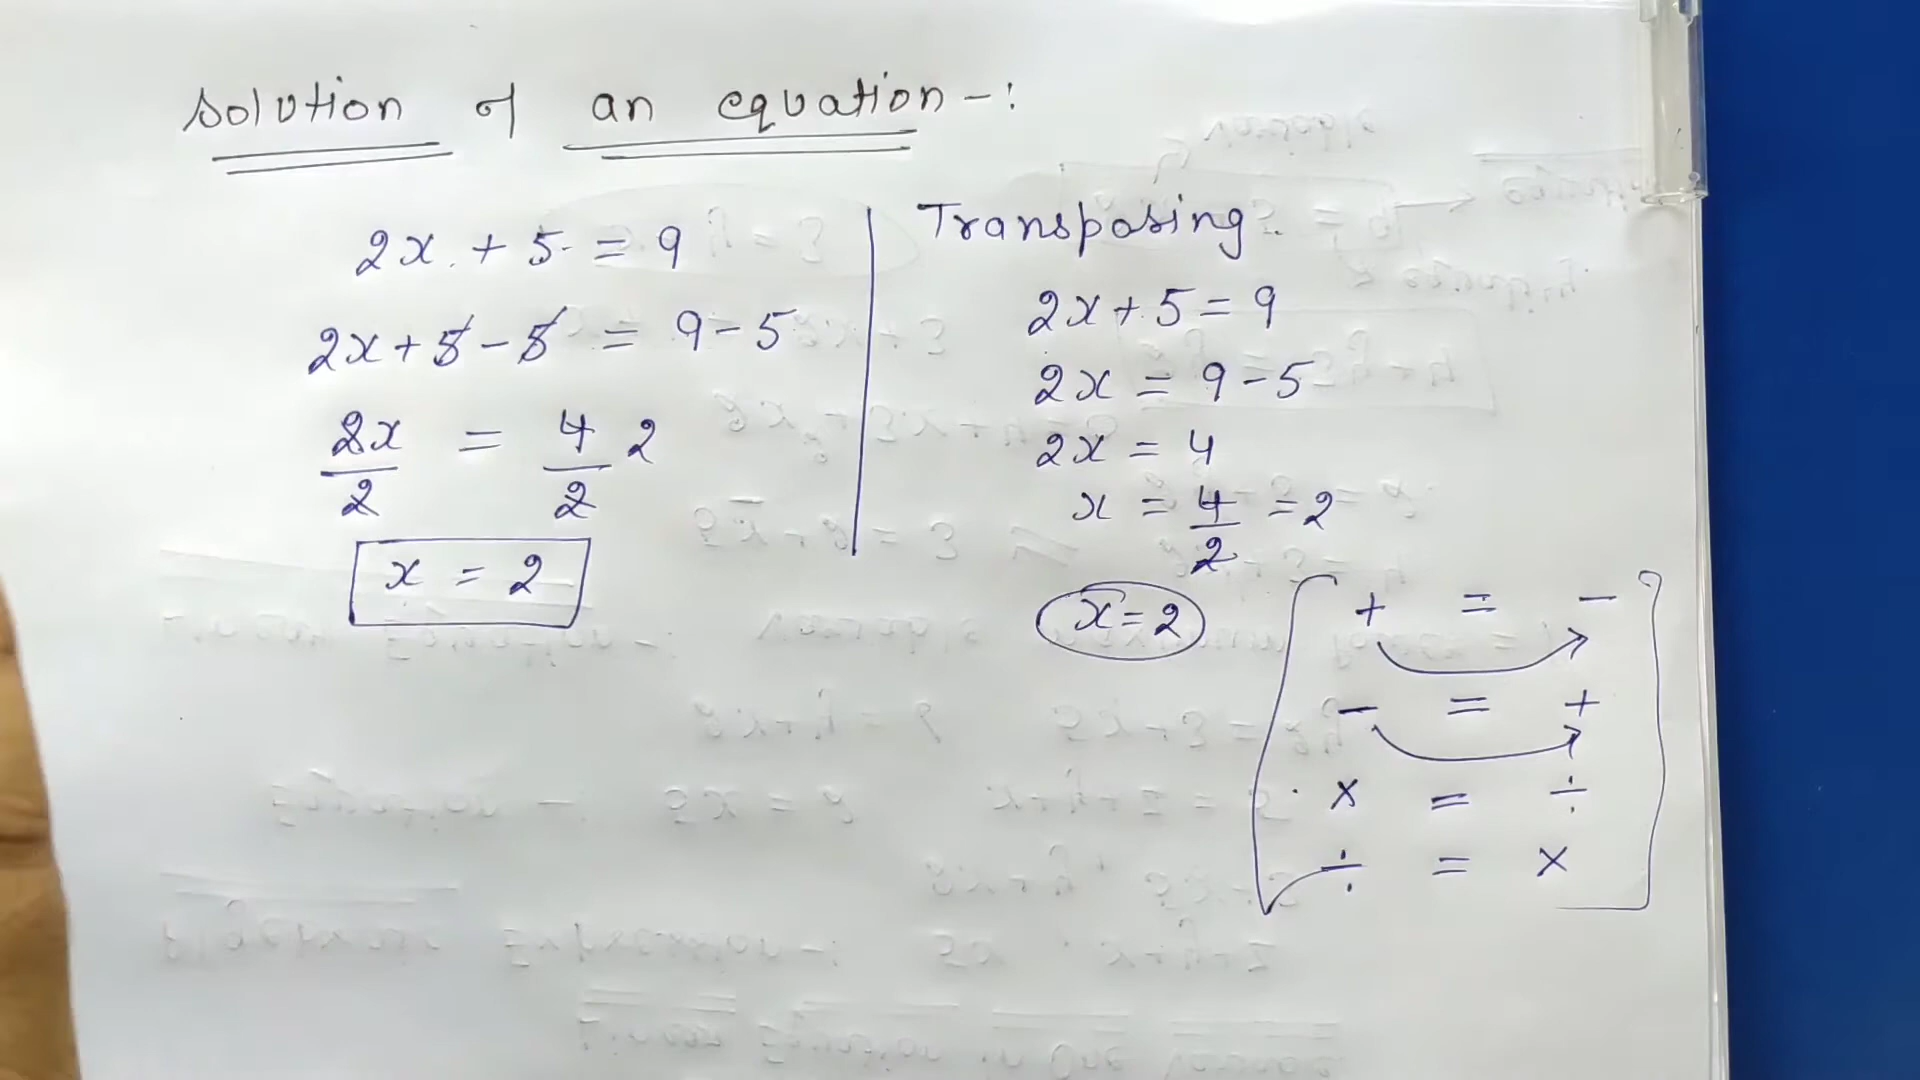 solution of an equation -:
2x + 5 = 9
2x + 5 - 5 = 9 - 5
2x/2 = 4/2 2
x = 2
Transposing
2x + 5 = 9
2x = 9 - 5
2x = 4
x = 4/2 = 2
x = 2
+ = -
- = +
× = ÷
÷ = ×